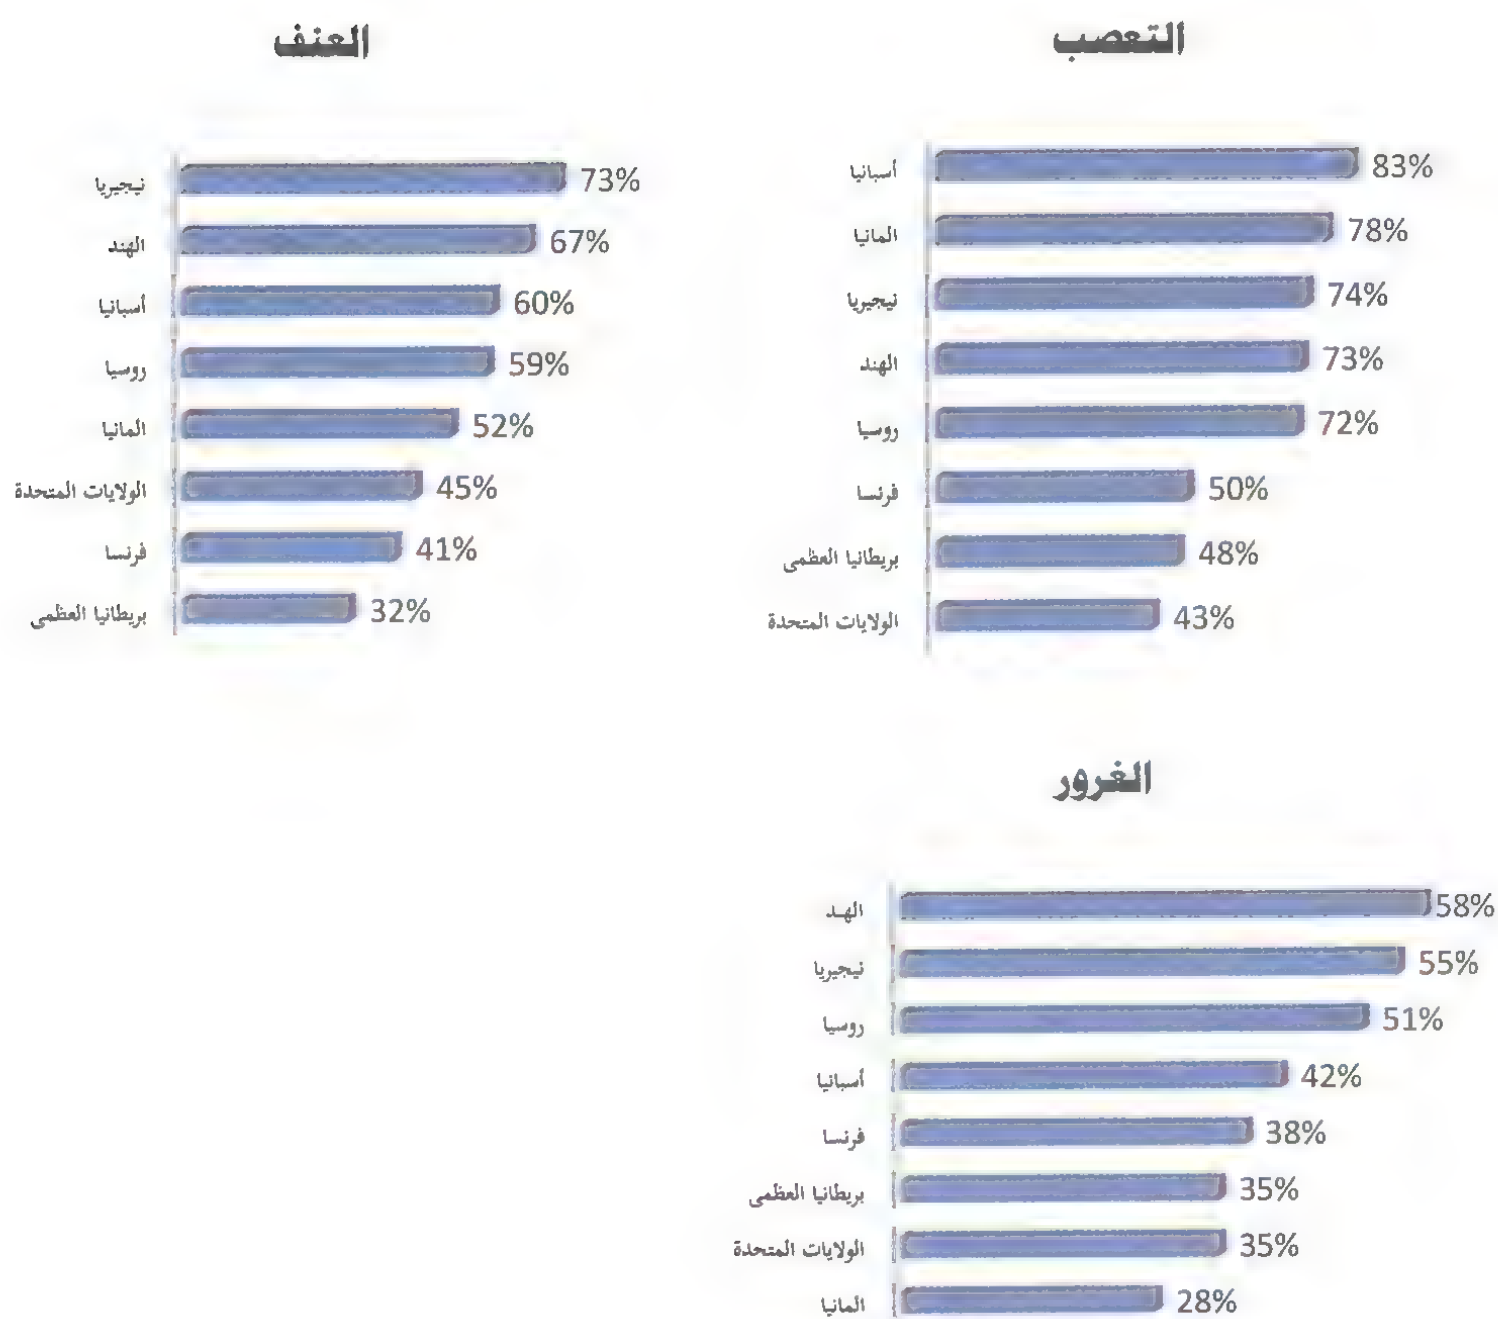 التعصب
أسبانيا 83%
المانيا 78%
نيجيريا 74%
الهند 73%
روسيا 72%
فرنسا 50%
بريطانيا العظمى 48%
الولايات المتحدة 43%
العنف
نيجيريا 73%
الهند 67%
أسبانيا 60%
روسيا 59%
المانيا 52%
الولايات المتحدة 45%
فرنسا 41%
بريطانيا العظمى 32%
الغرور
الهد 58%
نيجيريا 55%
روسيا 51%
أسبانيا 42%
فرنسا 38%
بريطانيا العظمى 35%
الولايات المتحدة 35%
المانيا 28%